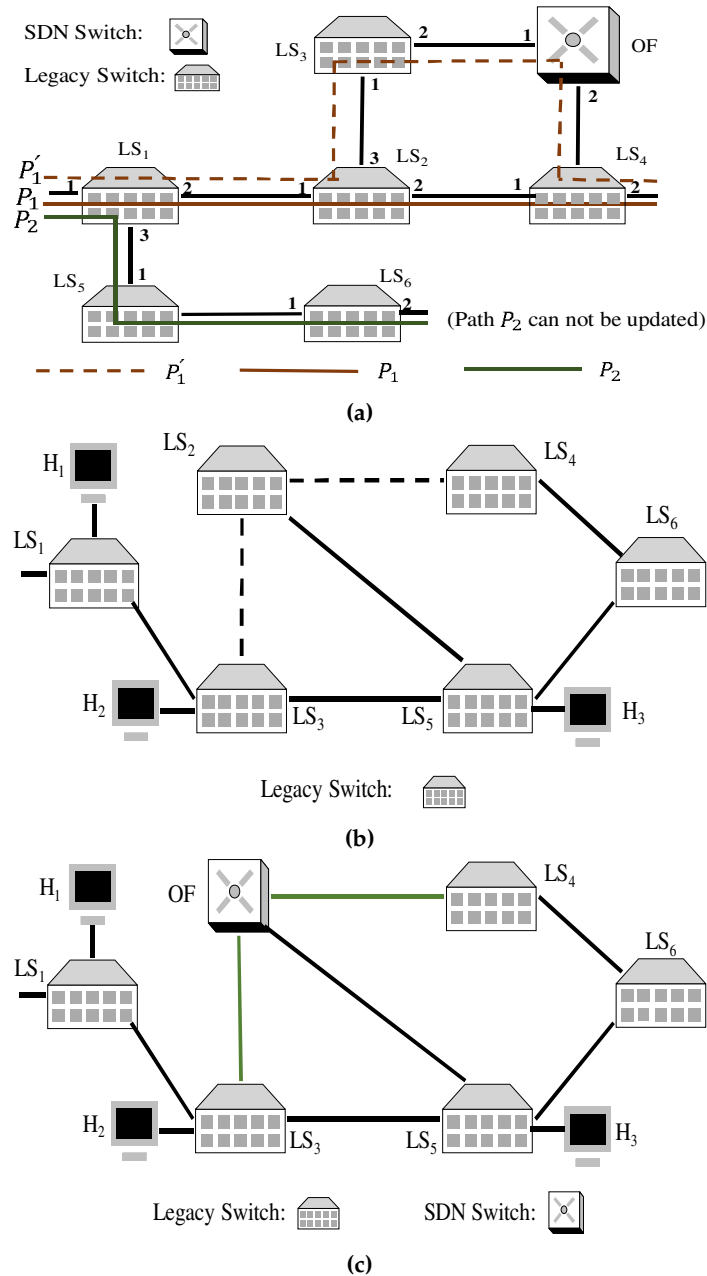 SDN Switch:
Legacy Switch:
LS₃
2
1
OF
1
2
LS₁
3
LS₂
LS₄
P₁′
1
2
1
2
1
2
P₁
P₂
3
LS₅
1
LS₆
1
2
(Path P₂ can not be updated)
P₁′
P₁
P₂
(a)
H₁
LS₂
LS₄
LS₁
LS₆
H₂
LS₃
LS₅
H₃
Legacy Switch:
(b)
H₁
OF
LS₄
LS₁
LS₆
H₂
LS₃
LS₅
H₃
Legacy Switch:
SDN Switch:
(c)